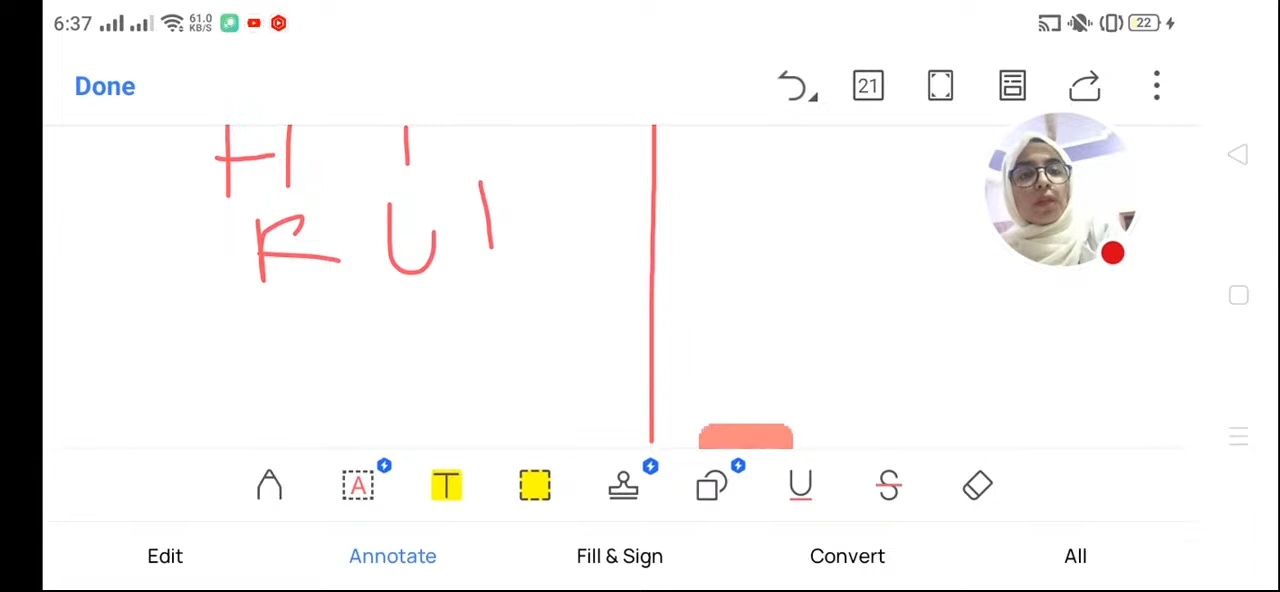 6:37 61.0 KB/S 22
Done 21
H I
R U I
A T U S
Edit Annotate Fill & Sign Convert All